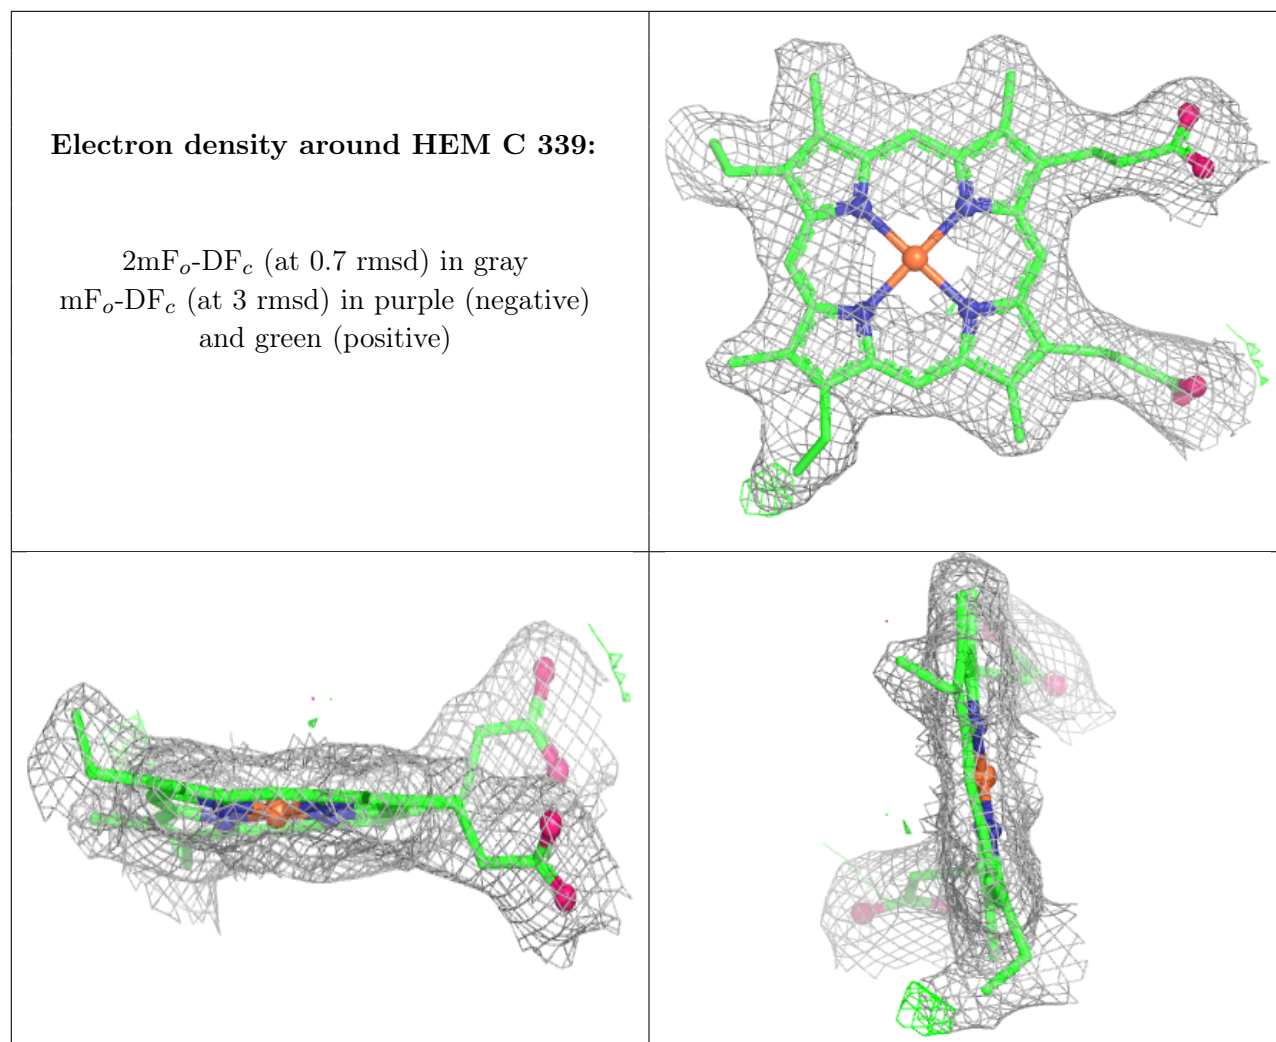 Electron density around HEM C 339:
2mFo-DFc (at 0.7 rmsd) in gray
mFo-DFc (at 3 rmsd) in purple (negative)
and green (positive)